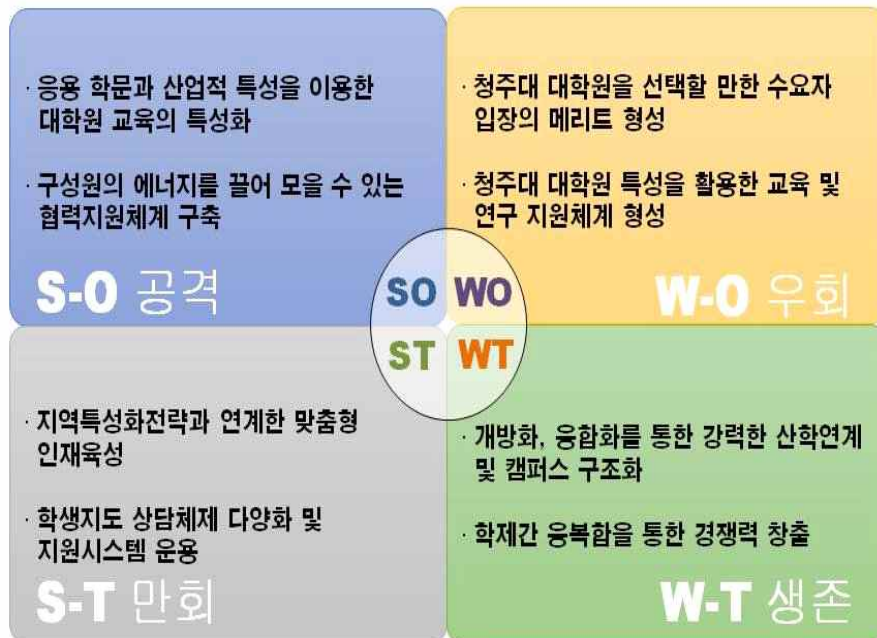 · 응용 학문과 산업적 특성을 이용한
대학원 교육의 특성화
· 구성원의 에너지를 끌어 모을 수 있는
협력지원체계 구축
S-O 공격
· 청주대 대학원을 선택할 만한 수요자
입장의 메리트 형성
· 청주대 대학원 특성을 활용한 교육 및
연구 지원체계 형성
W-O 우회
SO WO
ST WT
· 지역특성화전략과 연계한 맞춤형
인재육성
· 학생지도 상담체제 다양화 및
지원시스템 운용
S-T 만회
· 개방화, 융합화를 통한 강력한 산학연계
및 캠퍼스 구조화
· 학제간 융복합을 통한 경쟁력 창출
W-T 생존